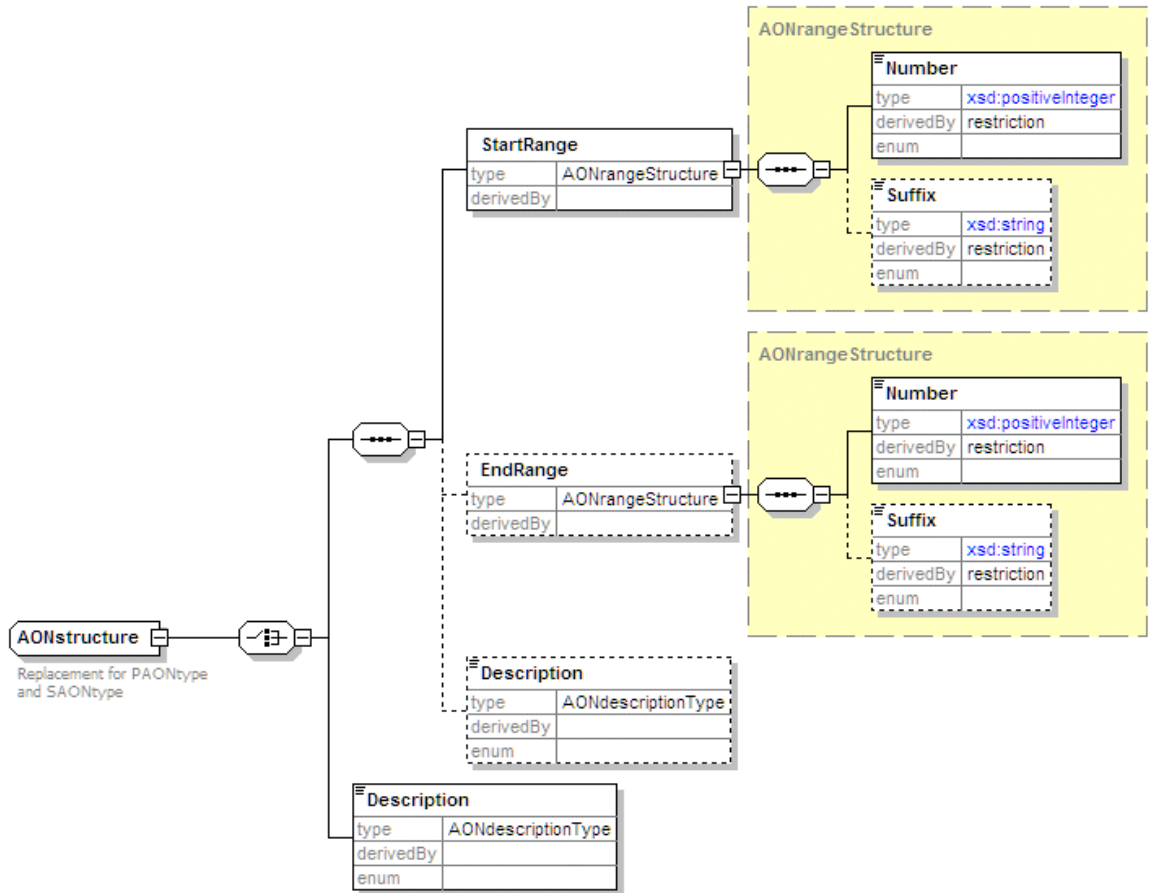 AONrangeStructure
Number
type xsd:positiveInteger
derivedBy restriction
enum
StartRange
type AONrangeStructure
derivedBy
Suffix
type xsd:string
derivedBy restriction
enum
AONrangeStructure
Number
type xsd:positiveInteger
derivedBy restriction
enum
EndRange
type AONrangeStructure
derivedBy
Suffix
type xsd:string
derivedBy restriction
enum
AONstructure
Replacement for PAONtype
and SAONtype
Description
type AONdescriptionType
derivedBy
enum
Description
type AONdescriptionType
derivedBy
enum